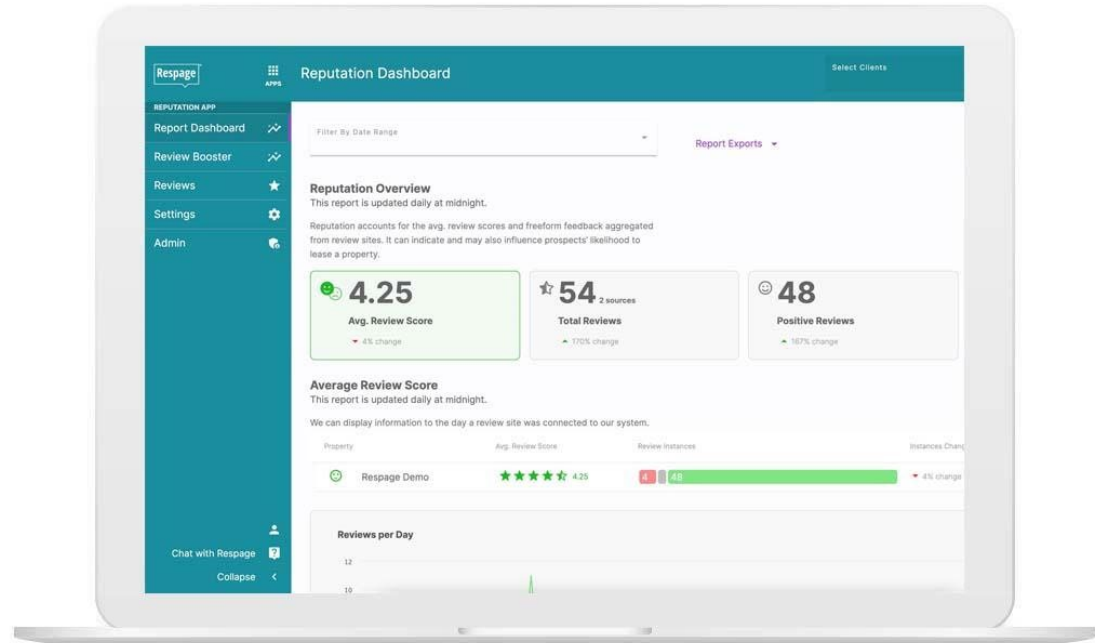 Respage
APPS
Reputation Dashboard
Select Clients
REPUTATION APP
Report Dashboard
Review Booster
Reviews
Settings
Admin
Filter By Date Range
Report Exports
Reputation Overview
This report is updated daily at midnight.
Reputation accounts for the avg. review scores and freeform feedback aggregated
from review sites. It can indicate and may also influence prospects' likelihood to
lease a property.
4.25
Avg. Review Score
4% change
54 2 sources
Total Reviews
170% change
48
Positive Reviews
167% change
Average Review Score
This report is updated daily at midnight.
We can display information to the day a review site was connected to our system.
Property Avg. Review Score Review Instances Instances Chang
Respage Demo 4.25 4 48 4% change
Reviews per Day
12
10
Chat with Respage
Collapse